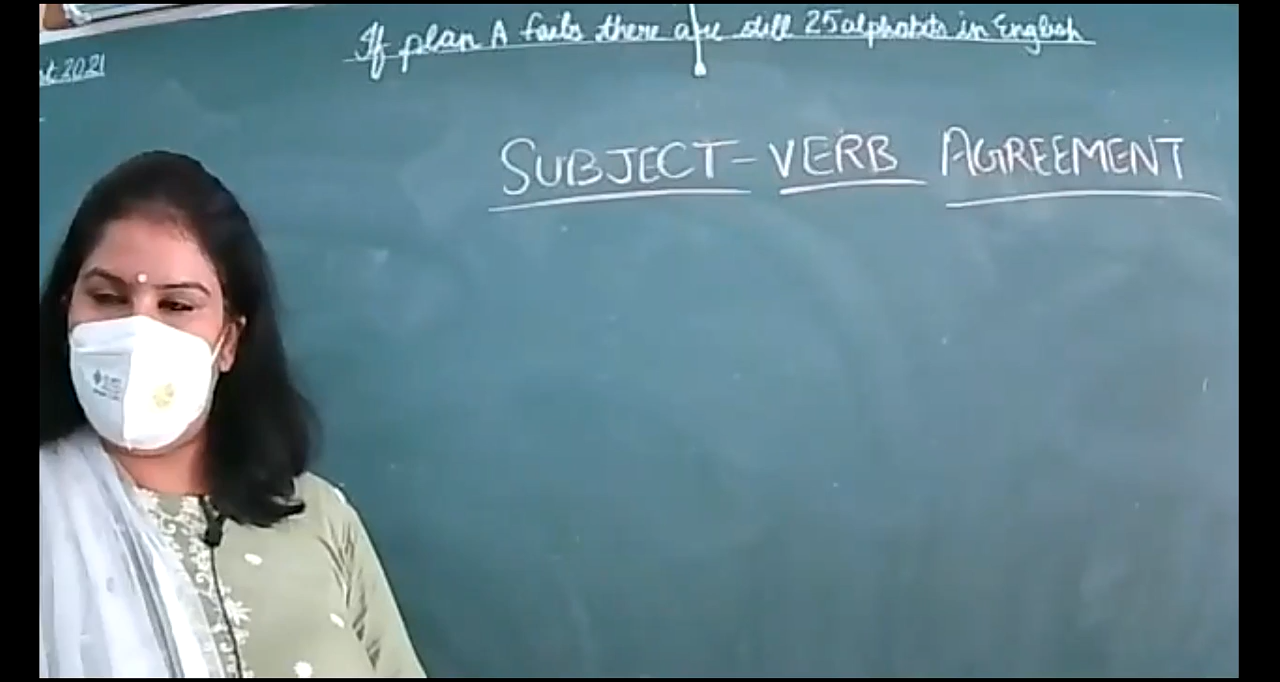 If plan A fails there are still 25 alphabets in English
2021
SUBJECT-VERB AGREEMENT